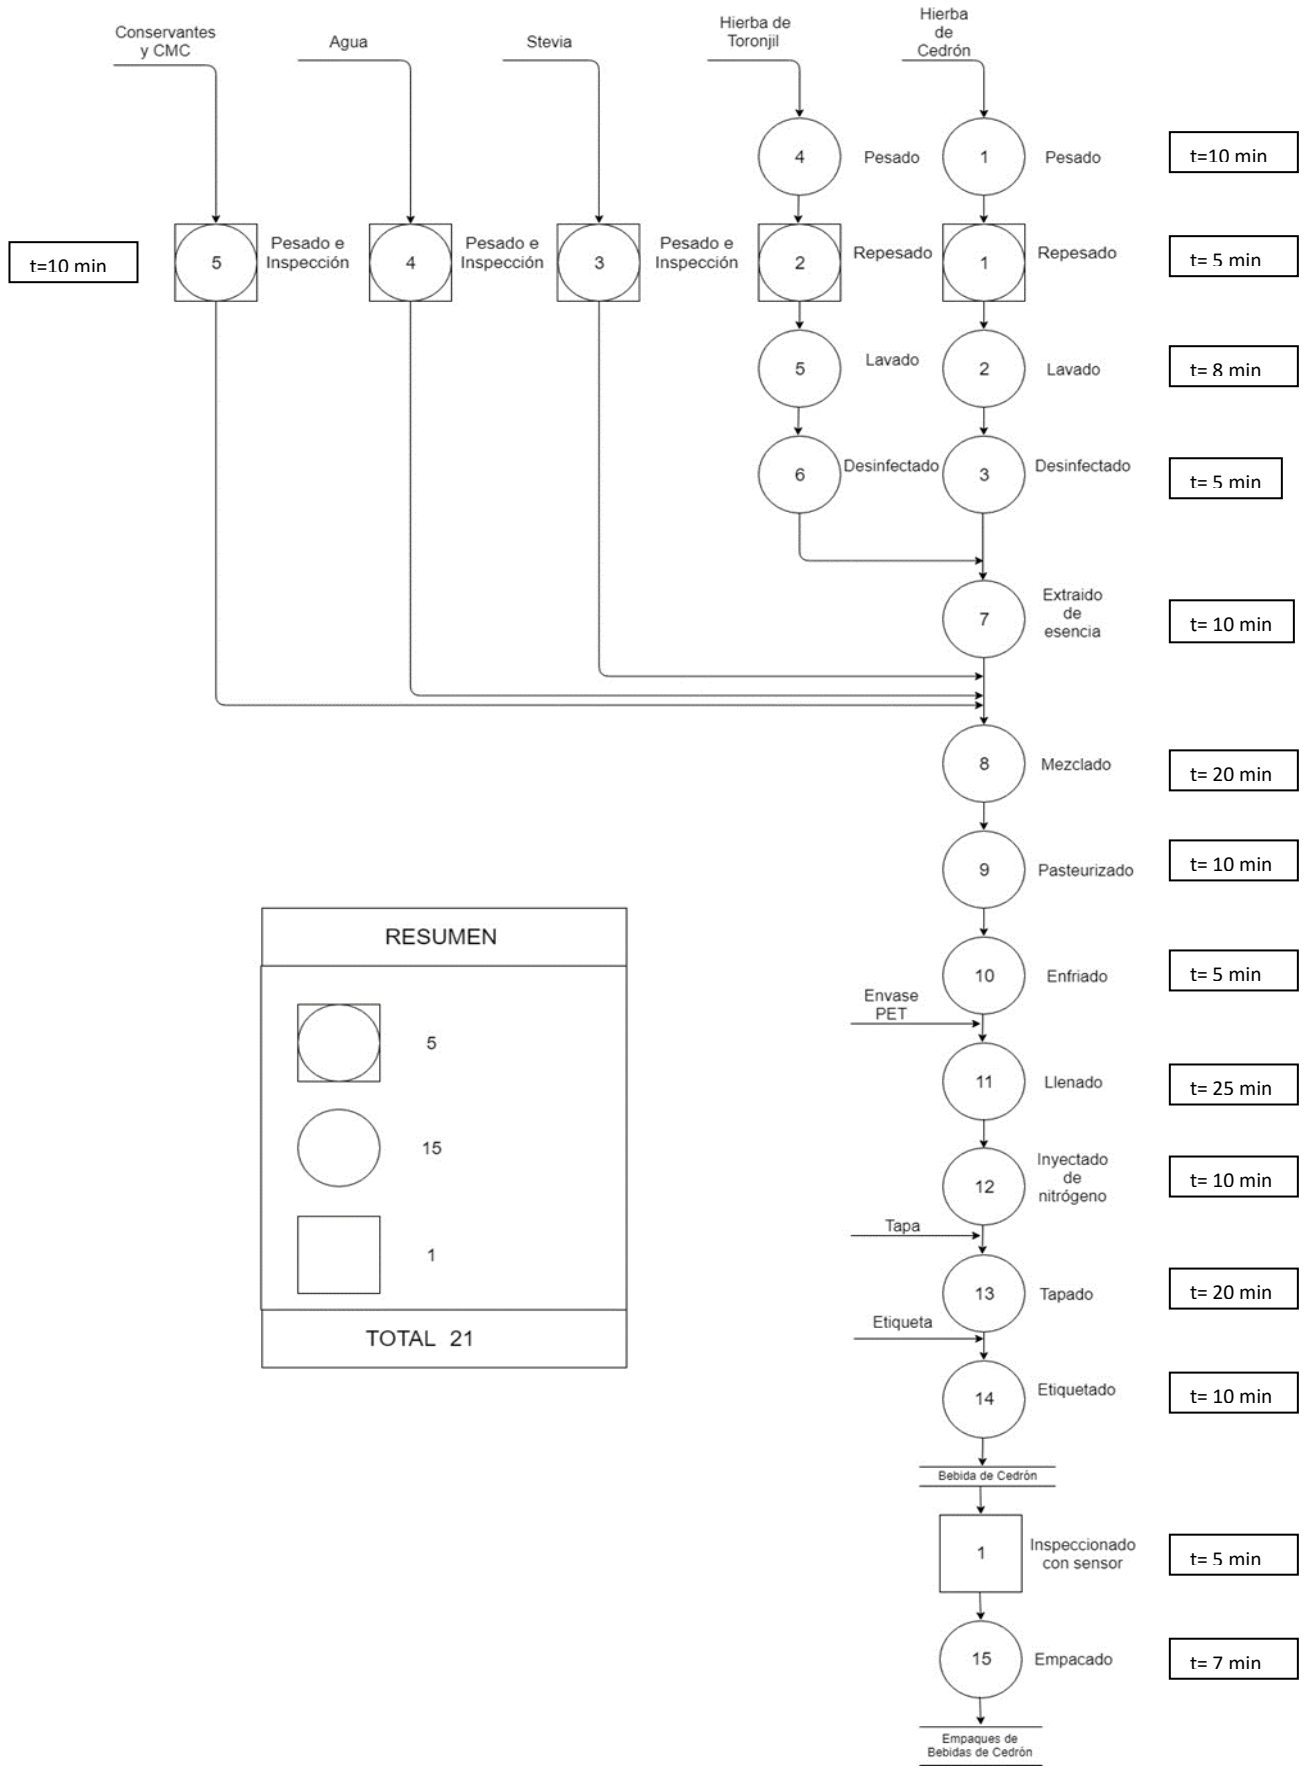 Conservantes
y CMC
Agua
Stevia
Hierba de
Toronjil
Hierba
de
Cedrón
4
Pesado
1
Pesado
t=10 min
t=10 min
5
Pesado e
Inspección
4
Pesado e
Inspección
3
Pesado e
Inspección
2
Repesado
1
Repesado
t= 5 min
5
Lavado
2
Lavado
t= 8 min
6
Desinfectado
3
Desinfectado
t= 5 min
7
Extraido
de
esencia
t= 10 min
8
Mezclado
t= 20 min
9
Pasteurizado
t= 10 min
10
Enfriado
t= 5 min
Envase
PET
11
Llenado
t= 25 min
12
Inyectado
de
nitrógeno
t= 10 min
Tapa
13
Tapado
t= 20 min
Etiqueta
14
Etiquetado
t= 10 min
Bebida de Cedrón
1
Inspeccionado
con sensor
t= 5 min
15
Empacado
t= 7 min
Empaques de
Bebidas de Cedrón
RESUMEN
5
15
1
TOTAL 21